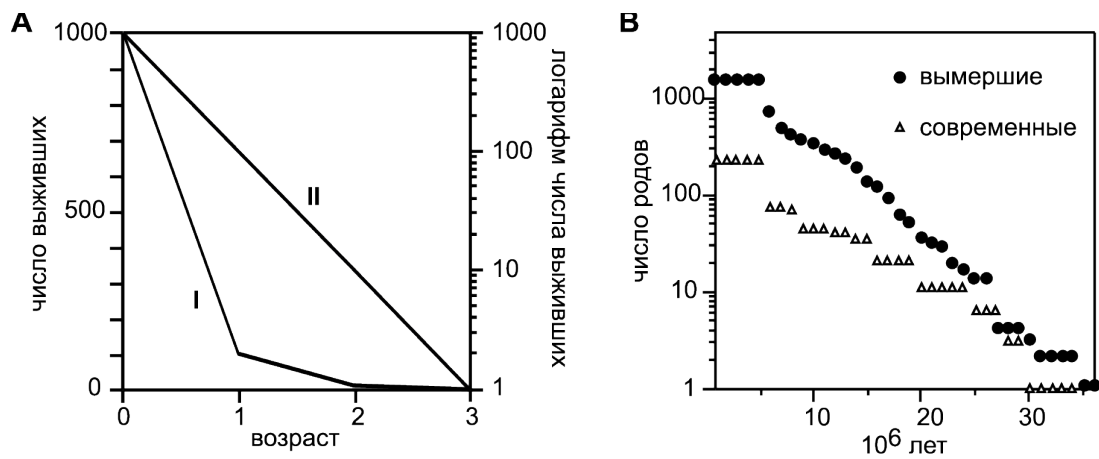 А
1000
500
0
число выживших
I
II
0
1
2
3
возраст
1000
100
10
1
логарифм числа выживших
В
вымершие
современные
1000
100
10
1
число родов
10
20
30
10⁶ лет